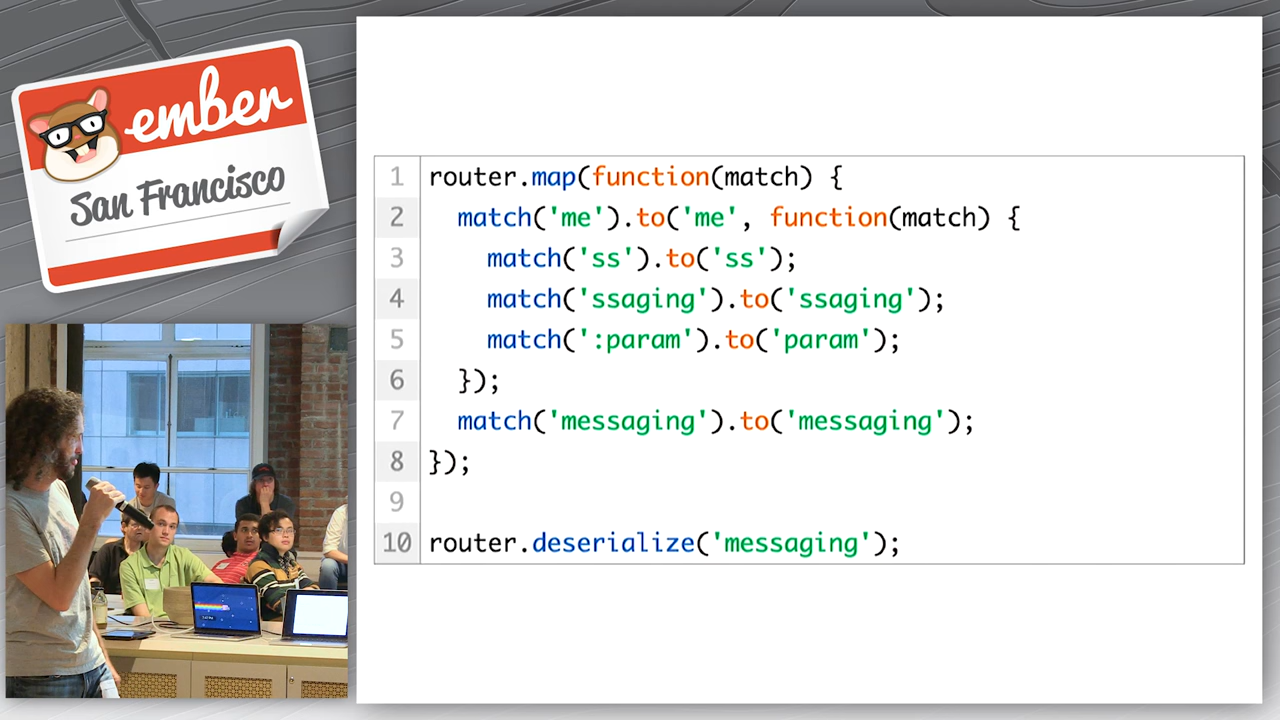 ember
San Francisco
1 router.map(function(match) {
2   match('me').to('me', function(match) {
3     match('ss').to('ss');
4     match('ssaging').to('ssaging');
5     match(':param').to('param');
6   });
7   match('messaging').to('messaging');
8 });
9
10 router.deserialize('messaging');